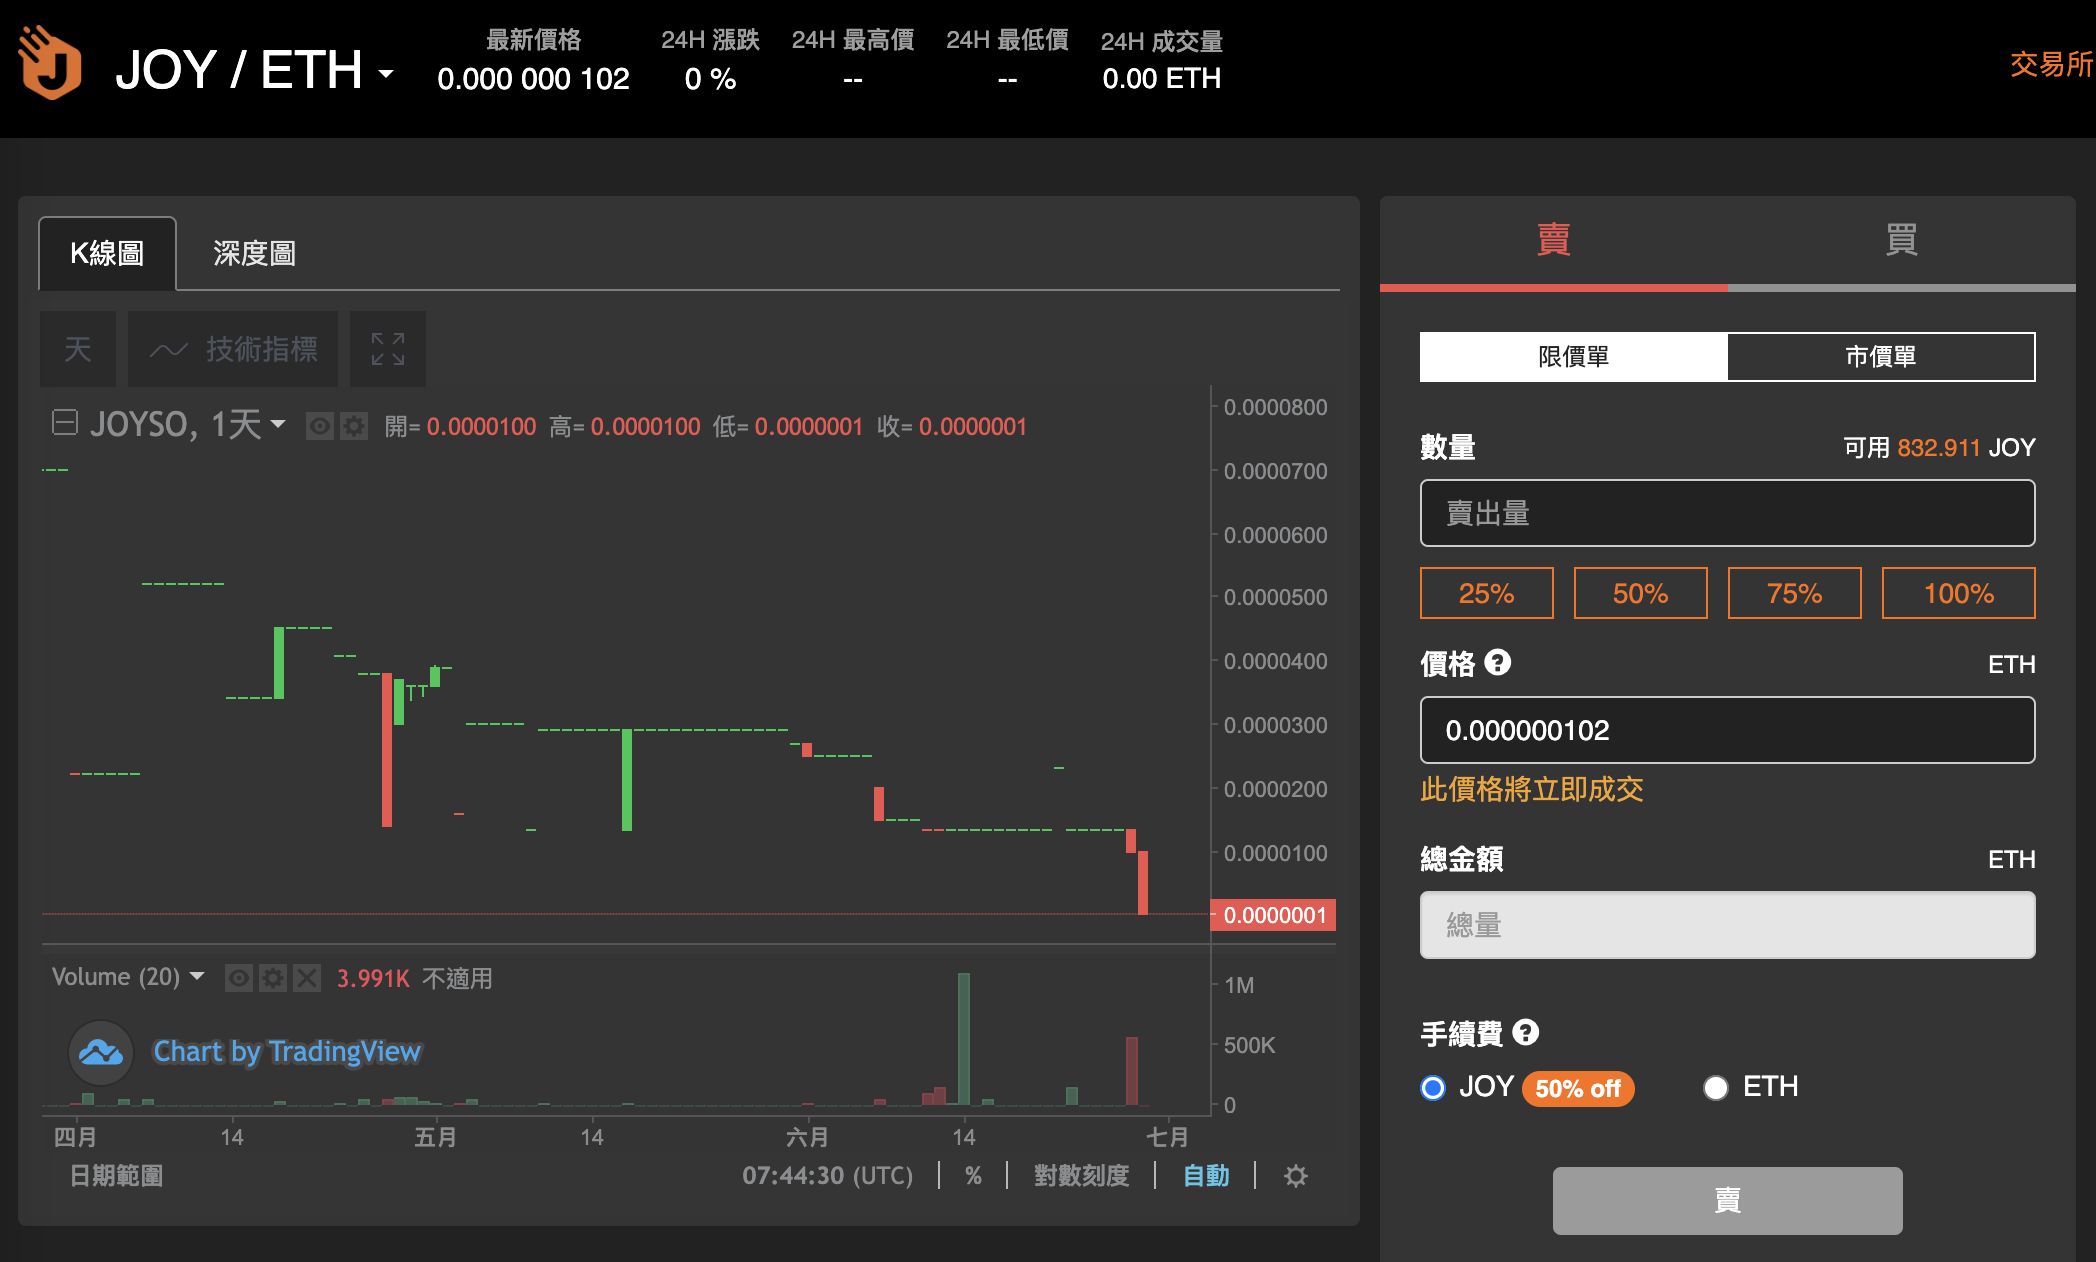 JOY / ETH
最新價格
0.000 000 102
24H 漲跌
0 %
24H 最高價
--
24H 最低價
--
24H 成交量
0.00 ETH
交易所
K線圖
深度圖
天
技術指標
JOYSO, 1天
開= 0.0000100 高= 0.0000100 低= 0.0000001 收= 0.0000001
0.0000800
0.0000700
0.0000600
0.0000500
0.0000400
0.0000300
0.0000200
0.0000100
0.0000001
Volume (20)
3.991K 不適用
1M
500K
0
Chart by TradingView
四月 14 五月 14 六月 14 七月
日期範圍
07:44:30 (UTC)
%
對數刻度
自動
賣
買
限價單
市價單
數量
可用 832.911 JOY
賣出量
25% 50% 75% 100%
價格 ?
ETH
0.000000102
此價格將立即成交
總金額
ETH
總量
手續費 ?
JOY 50% off
ETH
賣